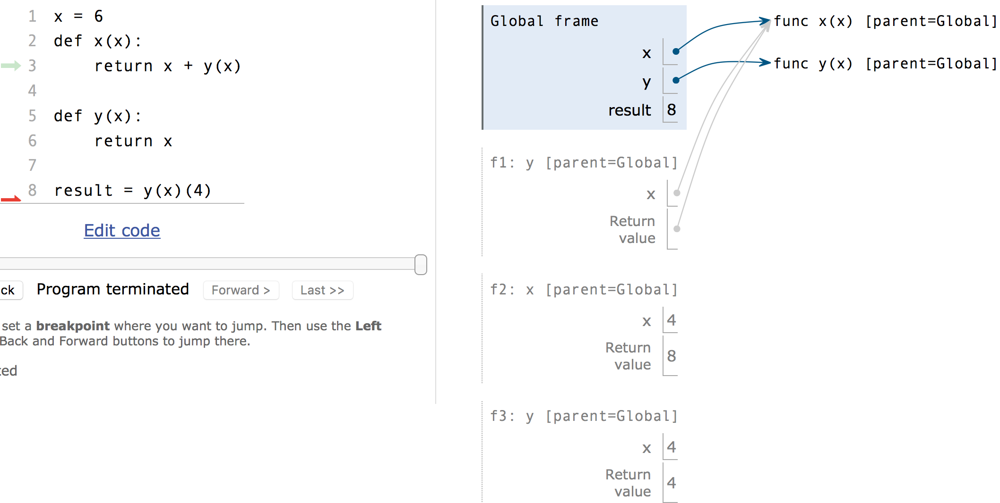 1 x = 6
2 def x(x):
3     return x + y(x)
4
5 def y(x):
6     return x
7
8 result = y(x)(4)
Edit code
ck Program terminated Forward > Last >>
set a breakpoint where you want to jump. Then use the Left
Back and Forward buttons to jump there.
ted
Global frame
x
y
result 8
func x(x) [parent=Global]
func y(x) [parent=Global]
f1: y [parent=Global]
x
Return
value
f2: x [parent=Global]
x 4
Return
value 8
f3: y [parent=Global]
x 4
Return
value 4